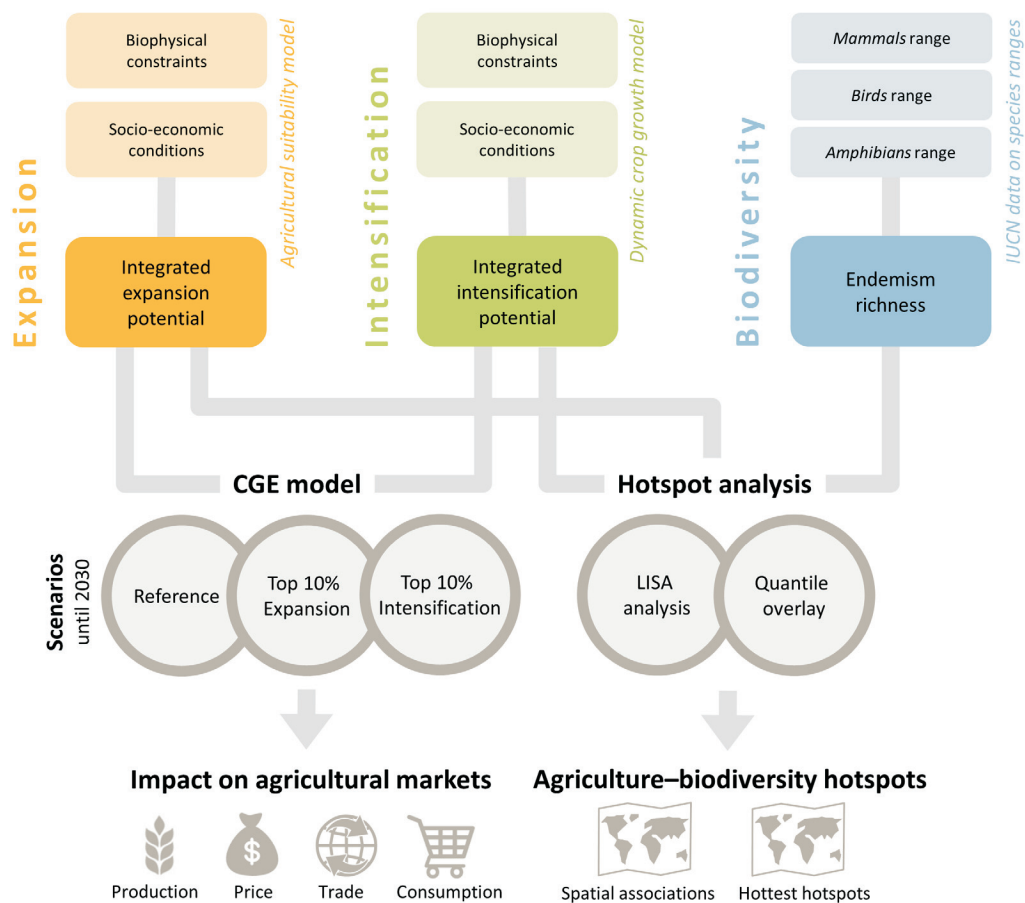 Expansion
Biophysical
constraints
Socio-economic
conditions
Agricultural suitability model
Integrated
expansion
potential
Intensification
Biophysical
constraints
Socio-economic
conditions
Dynamic crop growth model
Integrated
intensification
potential
Biodiversity
Mammals range
Birds range
Amphibians range
IUCN data on species ranges
Endemism
richness
CGE model
Hotspot analysis
Scenarios
until 2030
Reference
Top 10%
Expansion
Top 10%
Intensification
LISA
analysis
Quantile
overlay
Impact on agricultural markets
$
Production
Price
Trade
Consumption
Agriculture–biodiversity hotspots
Spatial associations
Hottest hotspots